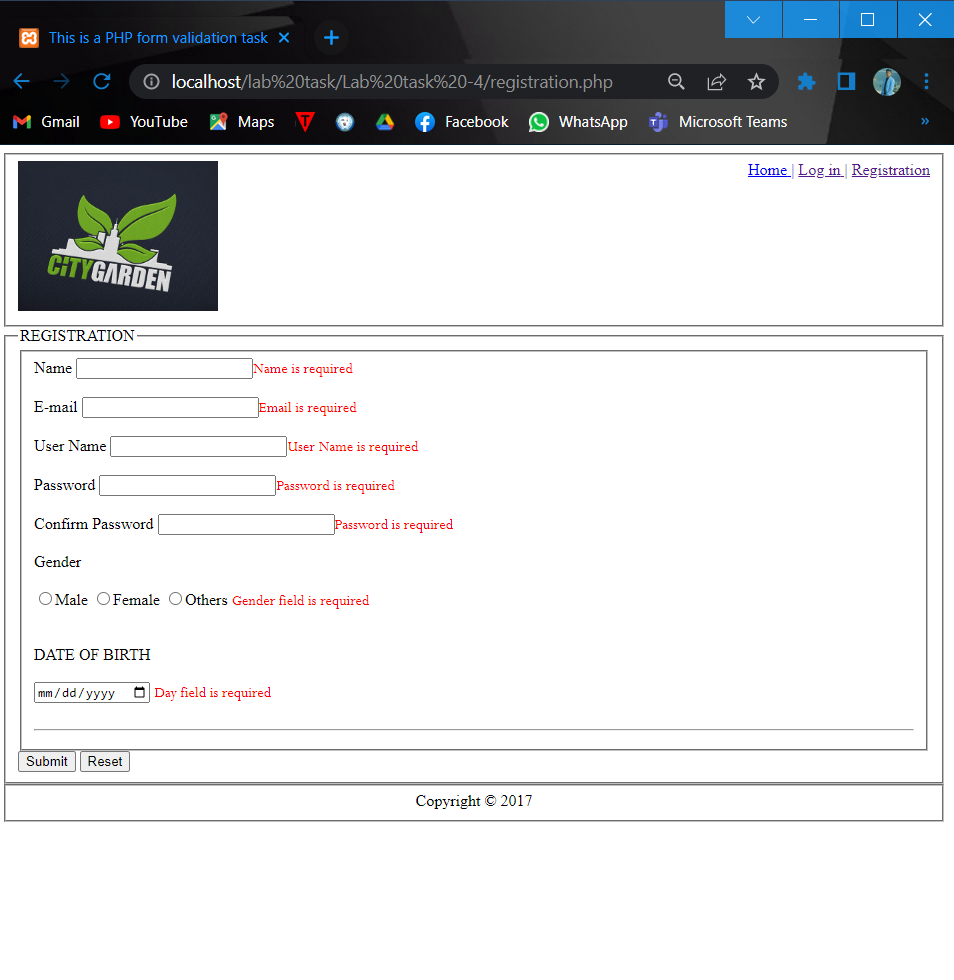 This is a PHP form validation task
localhost/lab%20task/Lab%20task%20-4/registration.php
Gmail YouTube Maps Facebook WhatsApp Microsoft Teams »
Home | Log in | Registration
CITYGARDEN
REGISTRATION
Name Name is required
E-mail Email is required
User Name User Name is required
Password Password is required
Confirm Password Password is required
Gender
Male Female Others Gender field is required
DATE OF BIRTH
mm/dd/yyyy Day field is required
Submit Reset
Copyright © 2017